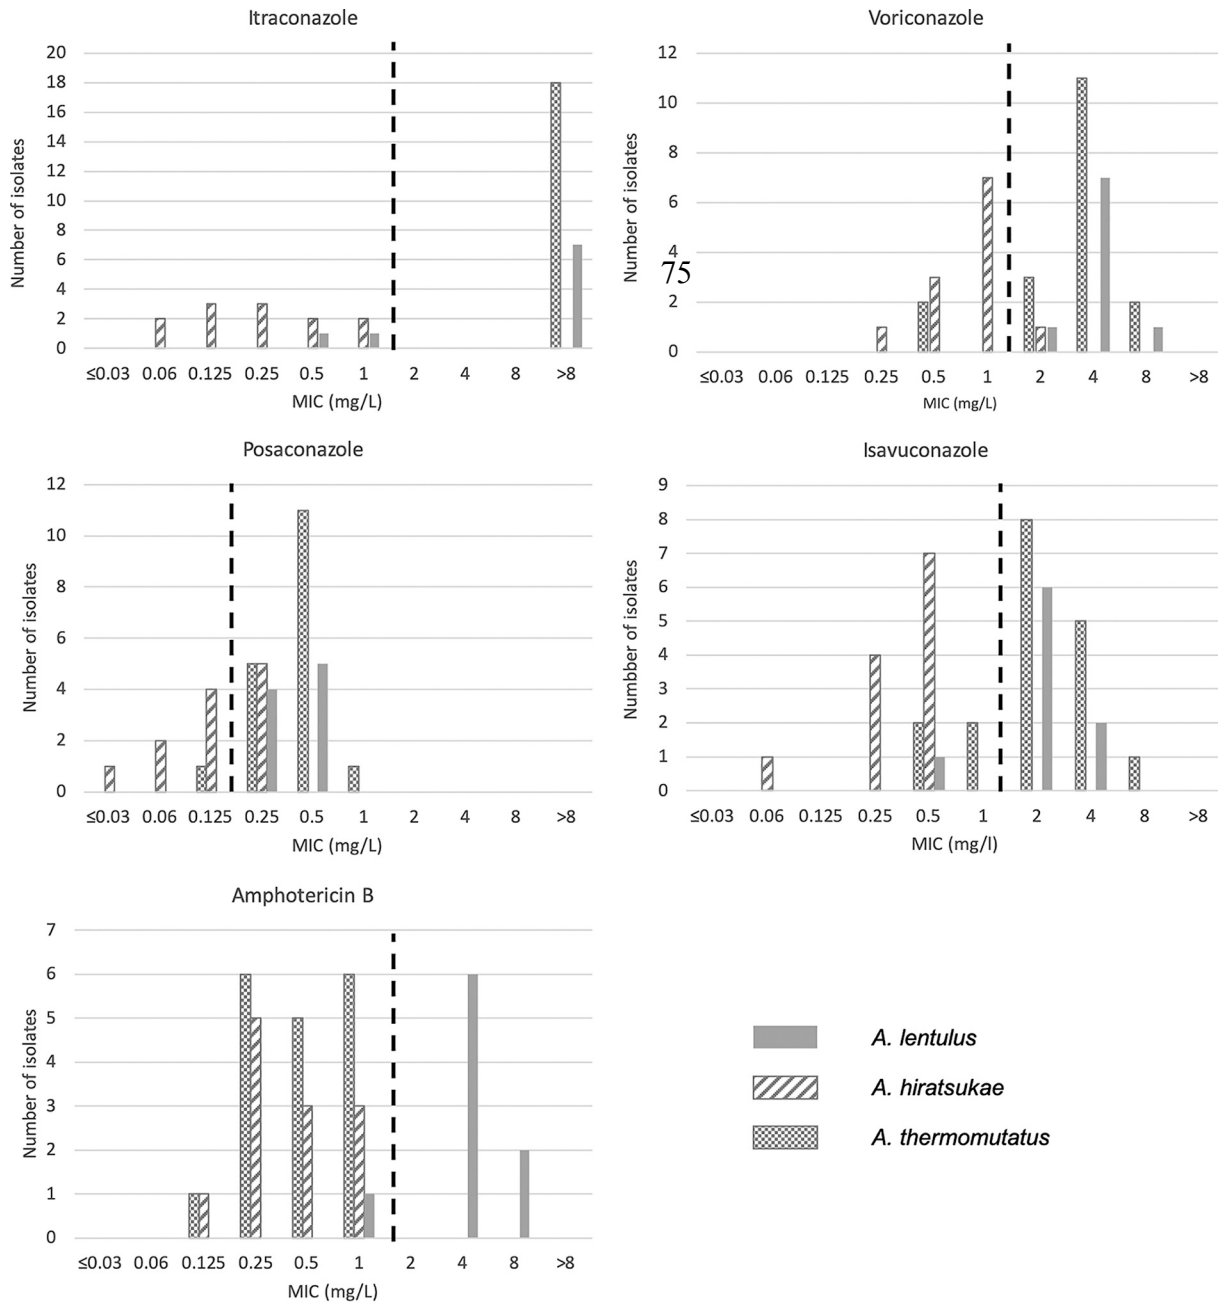 Itraconazole
20
18
16
14
12
10
8
6
4
2
0
Number of isolates
≤0.03 0.06 0.125 0.25 0.5 1 2 4 8 >8
MIC (mg/L)
Voriconazole
12
10
8
6
4
2
0
Number of isolates
75
≤0.03 0.06 0.125 0.25 0.5 1 2 4 8 >8
MIC (mg/L)
Posaconazole
12
10
8
6
4
2
0
Number of isolates
≤0.03 0.06 0.125 0.25 0.5 1 2 4 8 >8
MIC (mg/L)
Isavuconazole
9
8
7
6
5
4
3
2
1
0
Numbber of isolates
≤0.03 0.06 0.125 0.25 0.5 1 2 4 8 >8
MIC (mg/l)
Amphotericin B
7
6
5
4
3
2
1
0
Number of isolates
≤0.03 0.06 0.125 0.25 0.5 1 2 4 8 >8
MIC (mg/L)
A. lentulus
A. hiratsukae
A. thermomutatus